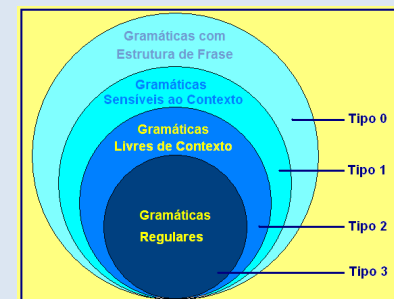 Gramáticas com
Estrutura de Frase
Gramáticas
Sensíveis ao Contexto
Gramáticas
Livres de Contexto
Gramáticas
Regulares
Tipo 0
Tipo 1
Tipo 2
Tipo 3